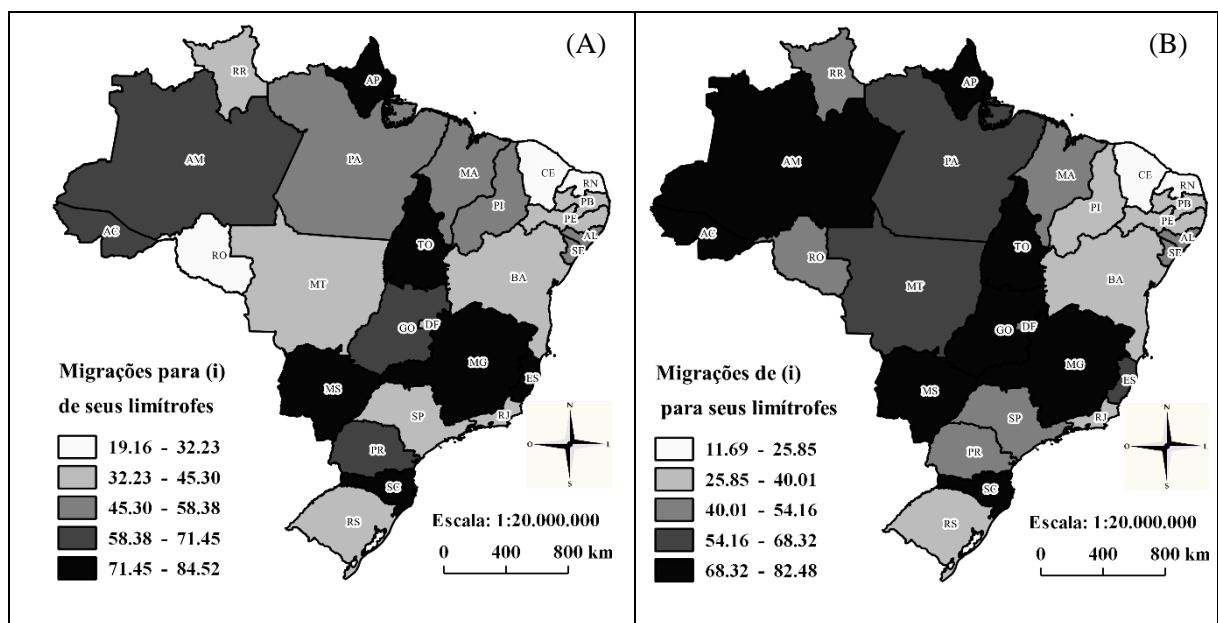 (A)
RR
AP
AM
PA
MA
CE
RN
PB
PE
PI
AL
SE
AC
RO
TO
BA
MT
GO
DF
MG
ES
MS
SP
RJ
PR
SC
RS
Migrações para (i)
de seus limítrofes
19.16 - 32.23
32.23 - 45.30
45.30 - 58.38
58.38 - 71.45
71.45 - 84.52
N
O
L
S
Escala: 1:20.000.000
0 400 800 km
(B)
RR
AP
AM
PA
MA
CE
RN
PB
PE
PI
AL
SE
AC
RO
TO
BA
MT
GO
DF
MG
ES
MS
SP
RJ
PR
SC
RS
Migrações de (i)
para seus limítrofes
11.69 - 25.85
25.85 - 40.01
40.01 - 54.16
54.16 - 68.32
68.32 - 82.48
N
O
L
S
Escala: 1:20.000.000
0 400 800 km